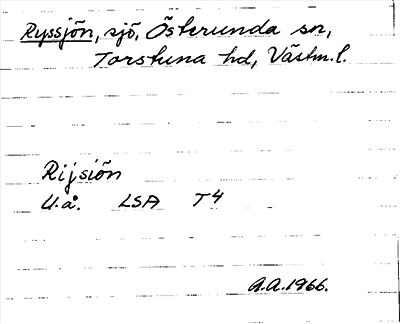 Ryssjön, sjö, Österunda sn,
Torstuna hd, Västm.l.
Rijsiön
U.å. LSA T4
A.A.1966.